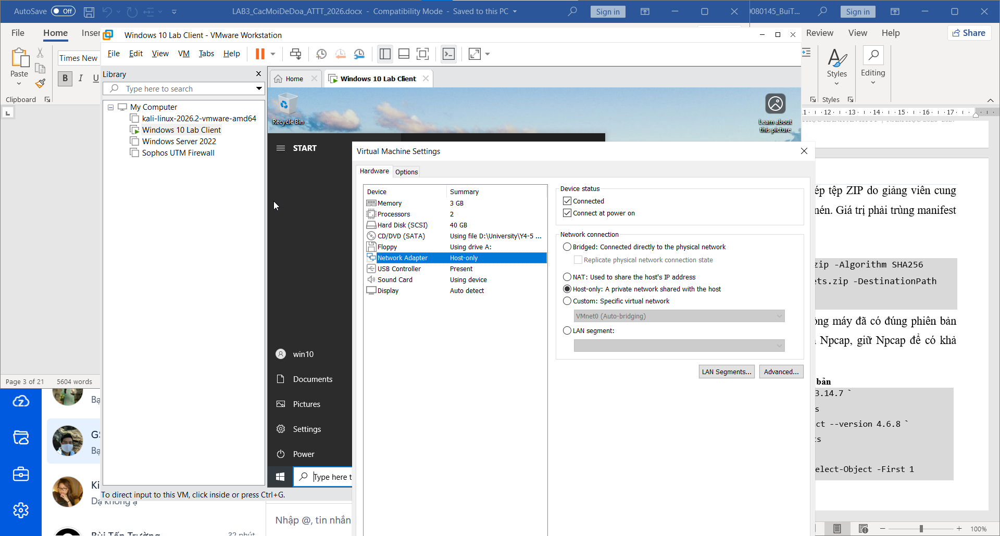 AutoSave Off
LAB3_CacMoiDeDoa_ATTT_2026.docx - Compatibility Mode - Saved to this PC
Sign in
0080145_BuiT...
Sign in
File Home
Review View Help
Share
Windows 10 Lab Client - VMware Workstation
File Edit View VM Tabs Help
Times New
Paste
B I U
Clipboard
Styles
Editing
Styles
Library
Type here to search
My Computer
kali-linux-2026.2-vmware-amd64
Windows 10 Lab Client
Windows Server 2022
Sophos UTM Firewall
Home
Windows 10 Lab Client
Recycle Bin
Learn about
this picture
START
win10
Documents
Pictures
Settings
Power
Type here t
To direct input to this VM, click inside or press Ctrl+G.
Virtual Machine Settings
Hardware Options
Device Summary
Memory 3 GB
Processors 2
Hard Disk (SCSI) 40 GB
CD/DVD (SATA) Using file D:\University\Y4-5 ...
Floppy Using drive A:
Network Adapter Host-only
USB Controller Present
Sound Card Using device
Display Auto detect
Device status
Connected
Connect at power on
Network connection
Bridged: Connected directly to the physical network
Replicate physical network connection state
NAT: Used to share the host's IP address
Host-only: A private network shared with the host
Custom: Specific virtual network
VMnet0 (Auto-bridging)
LAN segment:
LAN Segments... Advanced...
11 12 13 14 15 16 17
ép tệp ZIP do giảng viên cung
nén. Giá trị phải trùng manifest
zip -Algorithm SHA256
ets.zip -DestinationPath
òng máy đã có đúng phiên bản
Npcap, giữ Npcap để có khả
bản
3.14.7 `
s
ct --version 4.6.8 `
ts
elect-Object -First 1
Page 3 of 21 5604 words
Bạ
GS
Bạ
Ki
Dạ không ạ
Bùi Tấn Trường
32 phút
Nhập @, tin nhắn
100%